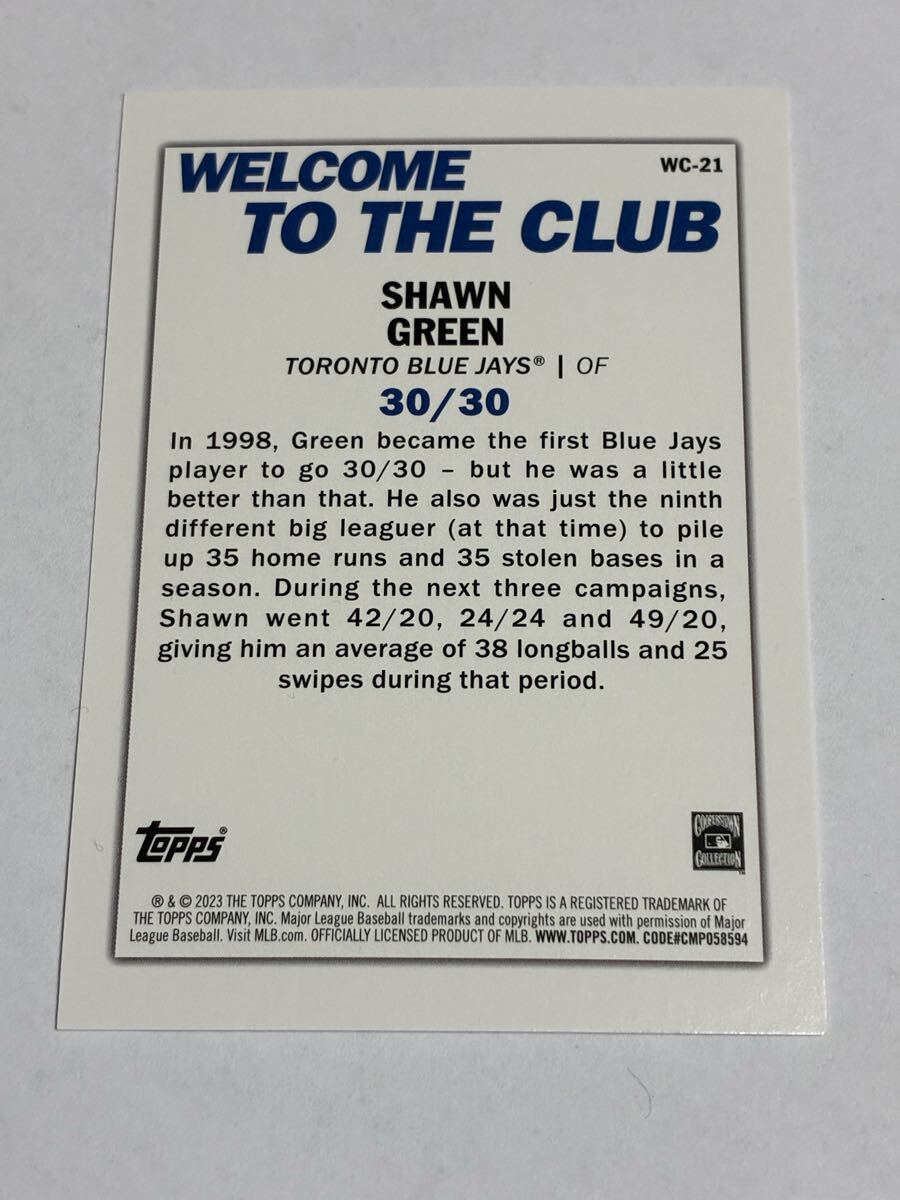 WELCOME
WC-21
TO THE CLUB
SHAWN
GREEN
TORONTO BLUE JAYS® | OF
30/30
In 1998, Green became the first Blue Jays
player to go 30/30 – but he was a little
better than that. He also was just the ninth
different big leaguer (at that time) to pile
up 35 home runs and 35 stolen bases in a
season. During the next three campaigns,
Shawn went 42/20, 24/24 and 49/20,
giving him an average of 38 longballs and 25
swipes during that period.
TOPPS®
COOPERSTOWN
COLLECTION™
® & © 2023 THE TOPPS COMPANY, INC. ALL RIGHTS RESERVED. TOPPS IS A REGISTERED TRADEMARK OF
THE TOPPS COMPANY, INC. Major League Baseball trademarks and copyrights are used with permission of Major
League Baseball. Visit MLB.com. OFFICIALLY LICENSED PRODUCT OF MLB. WWW.TOPPS.COM. CODE#CMP058594